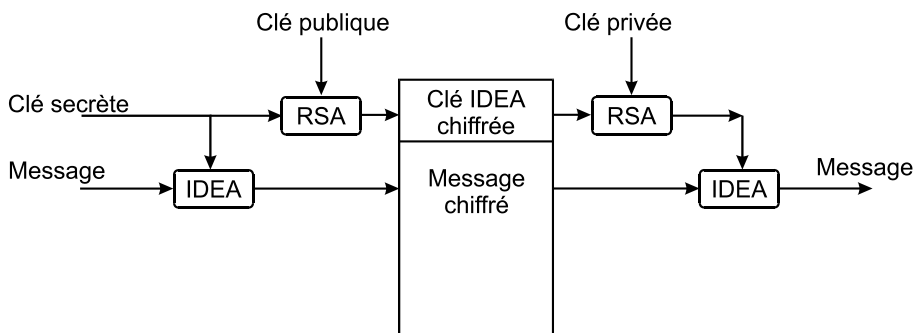 Clé publique
Clé privée
Clé secrète
RSA
Clé IDEA
chiffrée
RSA
Message
IDEA
Message
chiffré
IDEA
Message